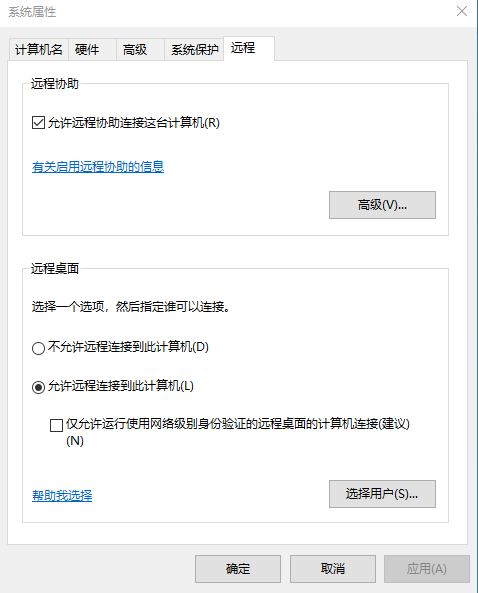 系统属性
计算机名 硬件 高级 系统保护 远程
远程协助
允许远程协助连接这台计算机(R)
有关启用远程协助的信息
高级(V)...
远程桌面
选择一个选项，然后指定谁可以连接。
不允许远程连接到此计算机(D)
允许远程连接到此计算机(L)
仅允许运行使用网络级别身份验证的远程桌面的计算机连接(建议)
(N)
帮助我选择
选择用户(S)...
确定 取消 应用(A)